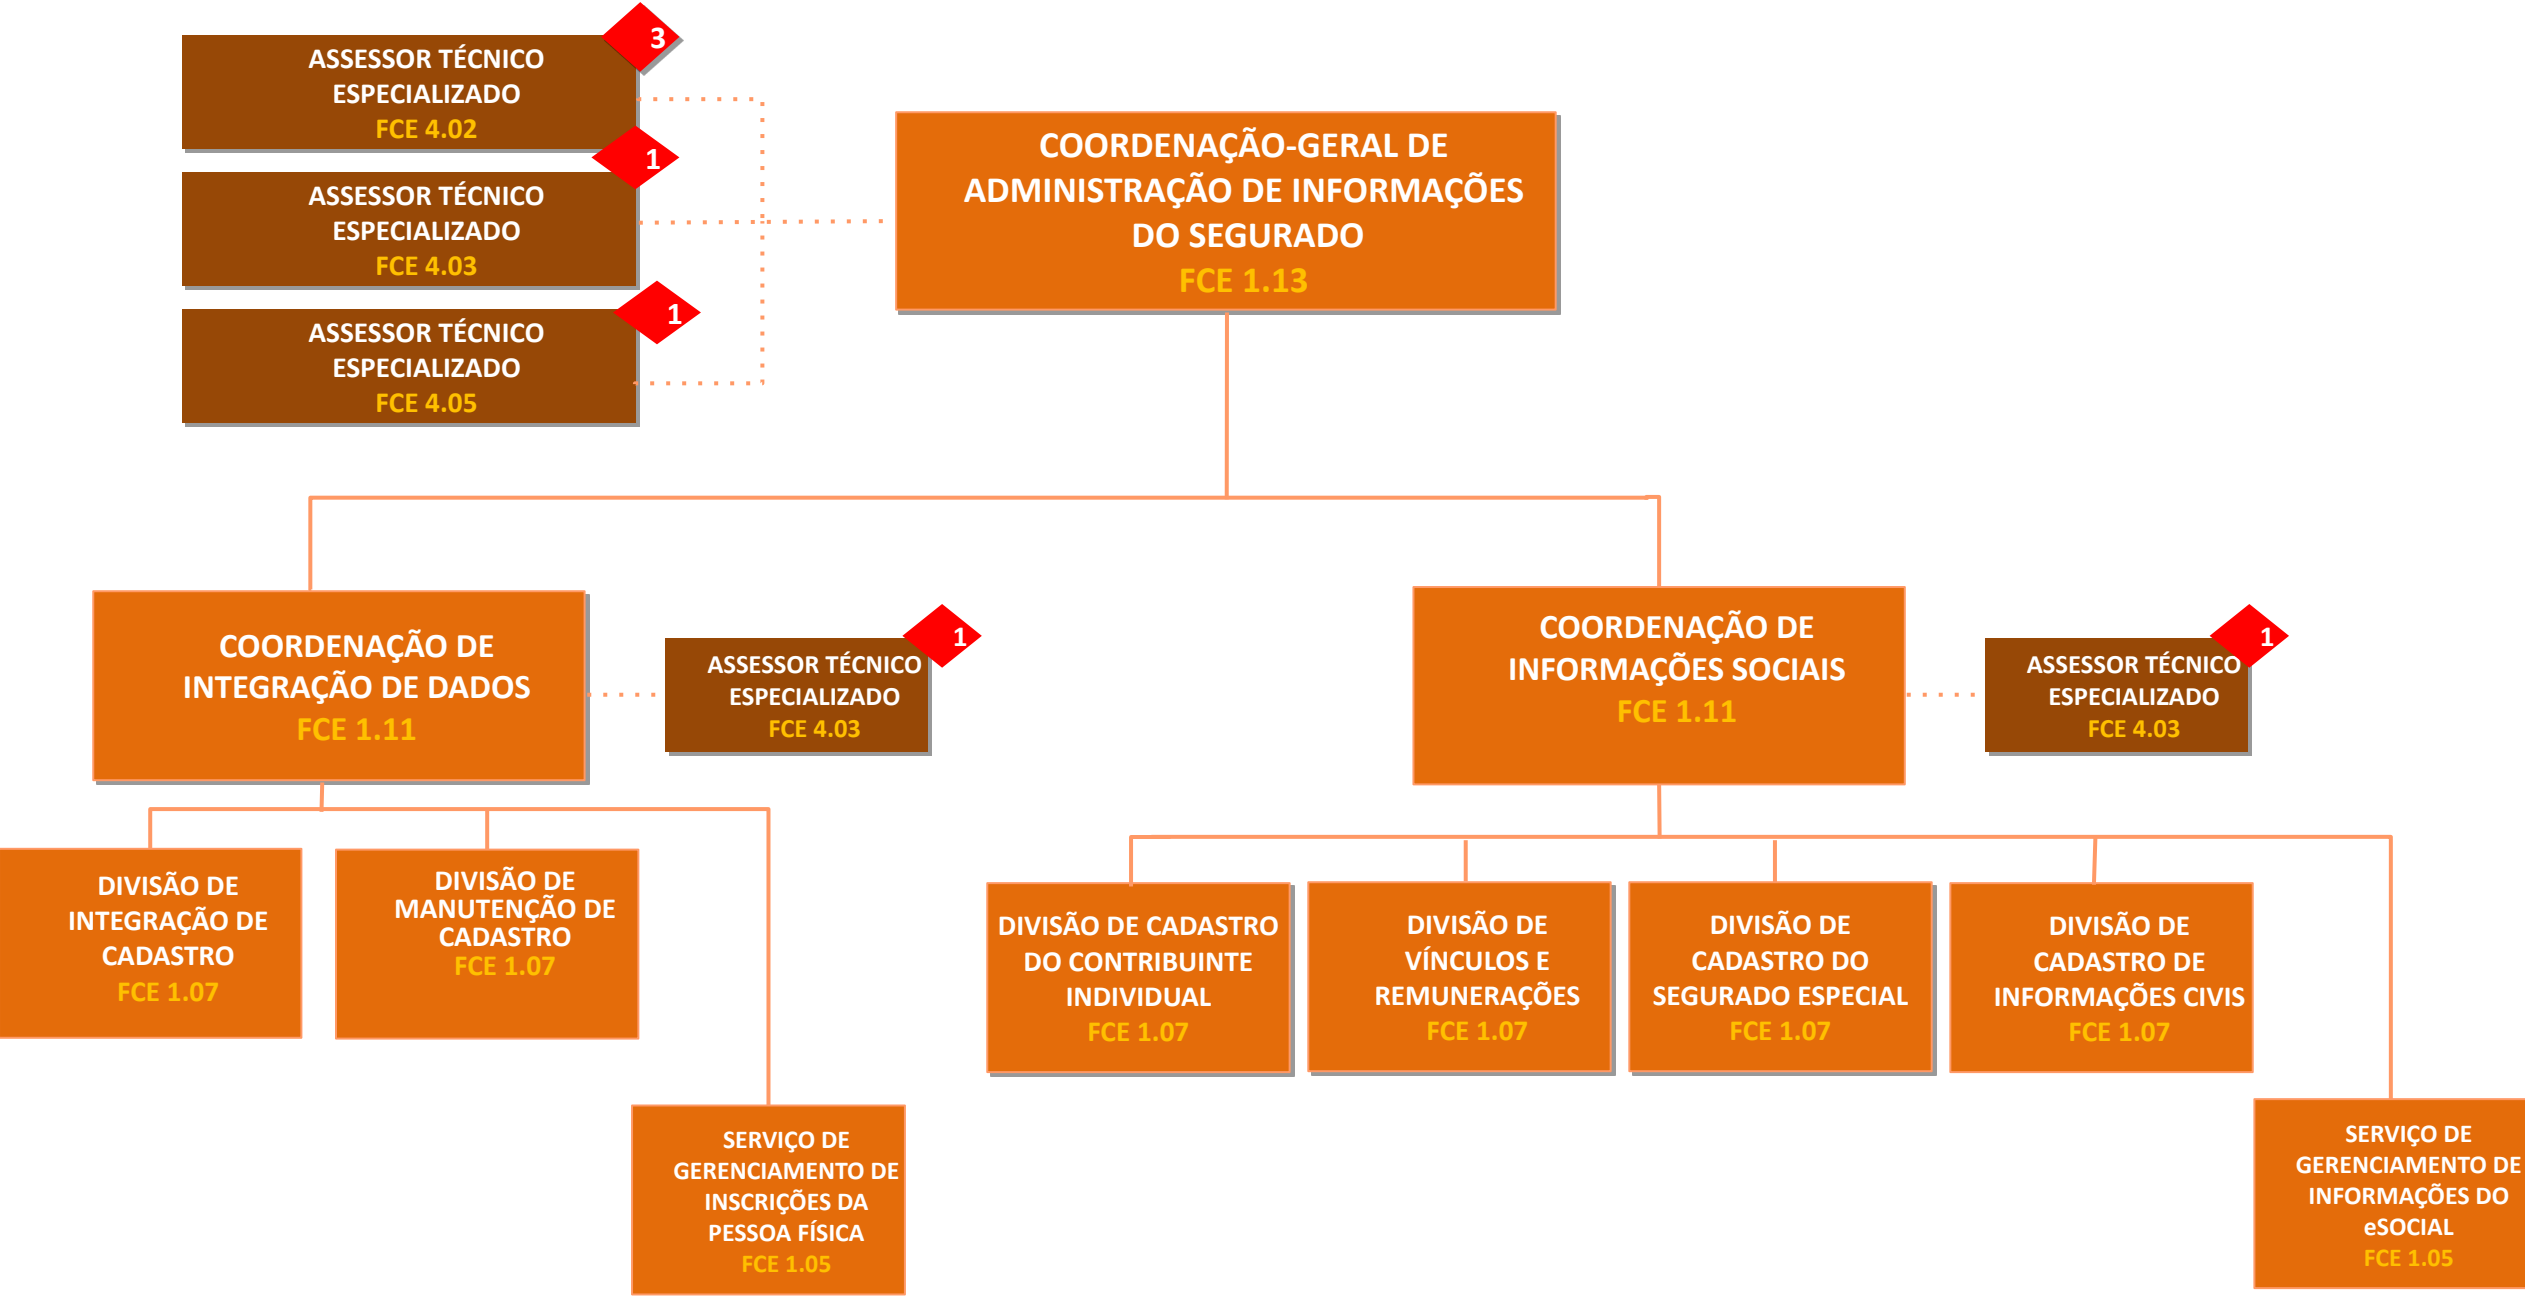 3
ASSESSOR TÉCNICO
ESPECIALIZADO
FCE 4.02
1
ASSESSOR TÉCNICO
ESPECIALIZADO
FCE 4.03
1
ASSESSOR TÉCNICO
ESPECIALIZADO
FCE 4.05
COORDENAÇÃO-GERAL DE
ADMINISTRAÇÃO DE INFORMAÇÕES
DO SEGURADO
FCE 1.13
COORDENAÇÃO DE
INTEGRAÇÃO DE DADOS
FCE 1.11
1
ASSESSOR TÉCNICO
ESPECIALIZADO
FCE 4.03
COORDENAÇÃO DE
INFORMAÇÕES SOCIAIS
FCE 1.11
1
ASSESSOR TÉCNICO
ESPECIALIZADO
FCE 4.03
DIVISÃO DE
INTEGRAÇÃO DE
CADASTRO
FCE 1.07
DIVISÃO DE
MANUTENÇÃO DE
CADASTRO
FCE 1.07
SERVIÇO DE
GERENCIAMENTO DE
INSCRIÇÕES DA
PESSOA FÍSICA
FCE 1.05
DIVISÃO DE CADASTRO
DO CONTRIBUINTE
INDIVIDUAL
FCE 1.07
DIVISÃO DE
VÍNCULOS E
REMUNERAÇÕES
FCE 1.07
DIVISÃO DE
CADASTRO DO
SEGURADO ESPECIAL
FCE 1.07
DIVISÃO DE
CADASTRO DE
INFORMAÇÕES CIVIS
FCE 1.07
SERVIÇO DE
GERENCIAMENTO DE
INFORMAÇÕES DO
eSOCIAL
FCE 1.05